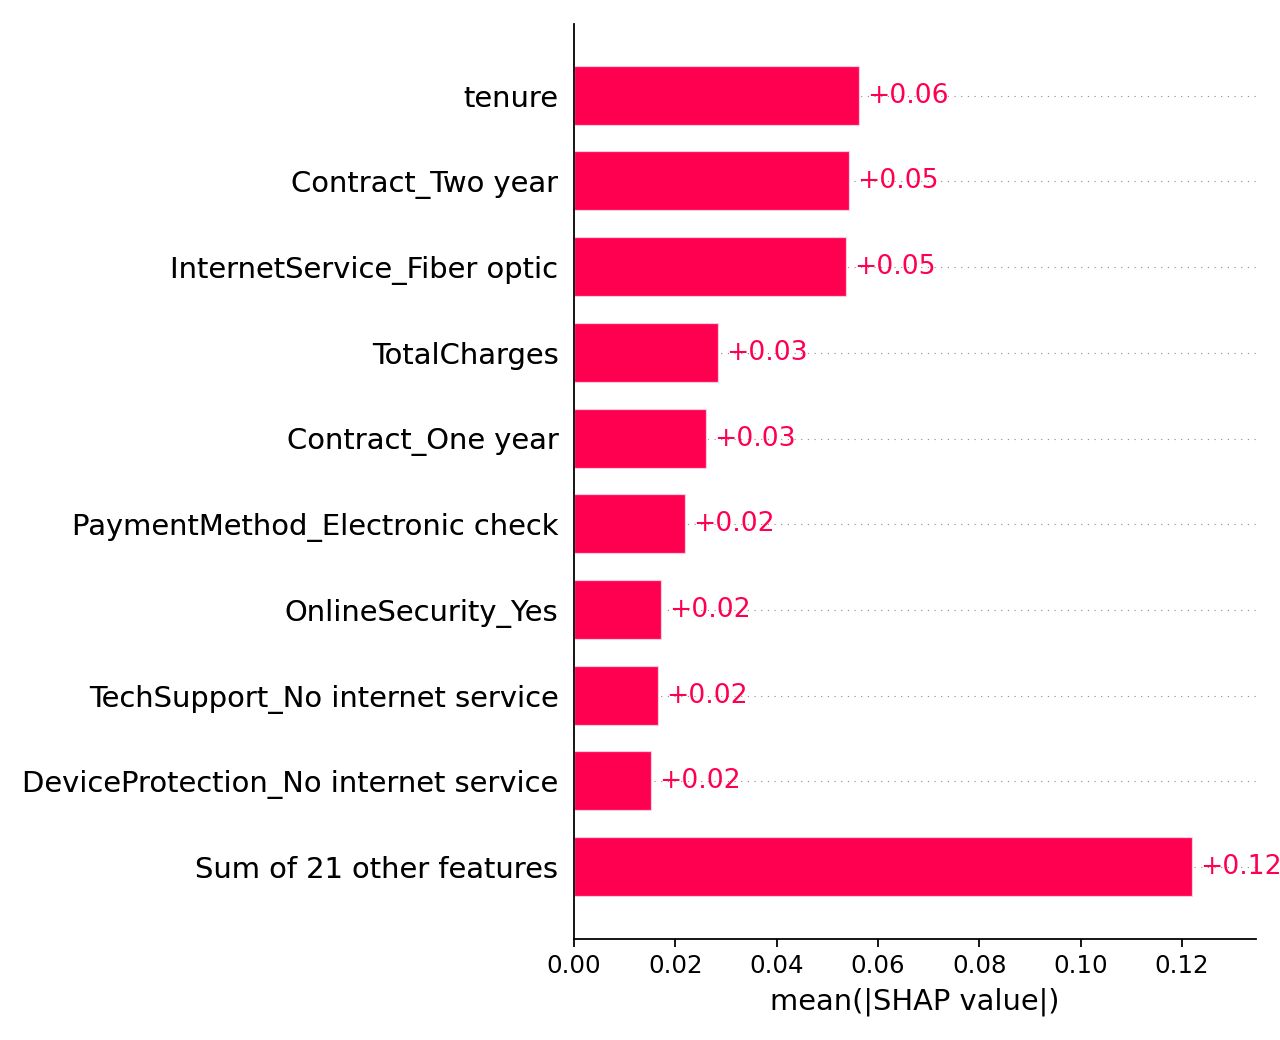 tenure +0.06
Contract_Two year +0.05
InternetService_Fiber optic +0.05
TotalCharges +0.03
Contract_One year +0.03
PaymentMethod_Electronic check +0.02
OnlineSecurity_Yes +0.02
TechSupport_No internet service +0.02
DeviceProtection_No internet service +0.02
Sum of 21 other features +0.12
0.00 0.02 0.04 0.06 0.08 0.10 0.12
mean(|SHAP value|)